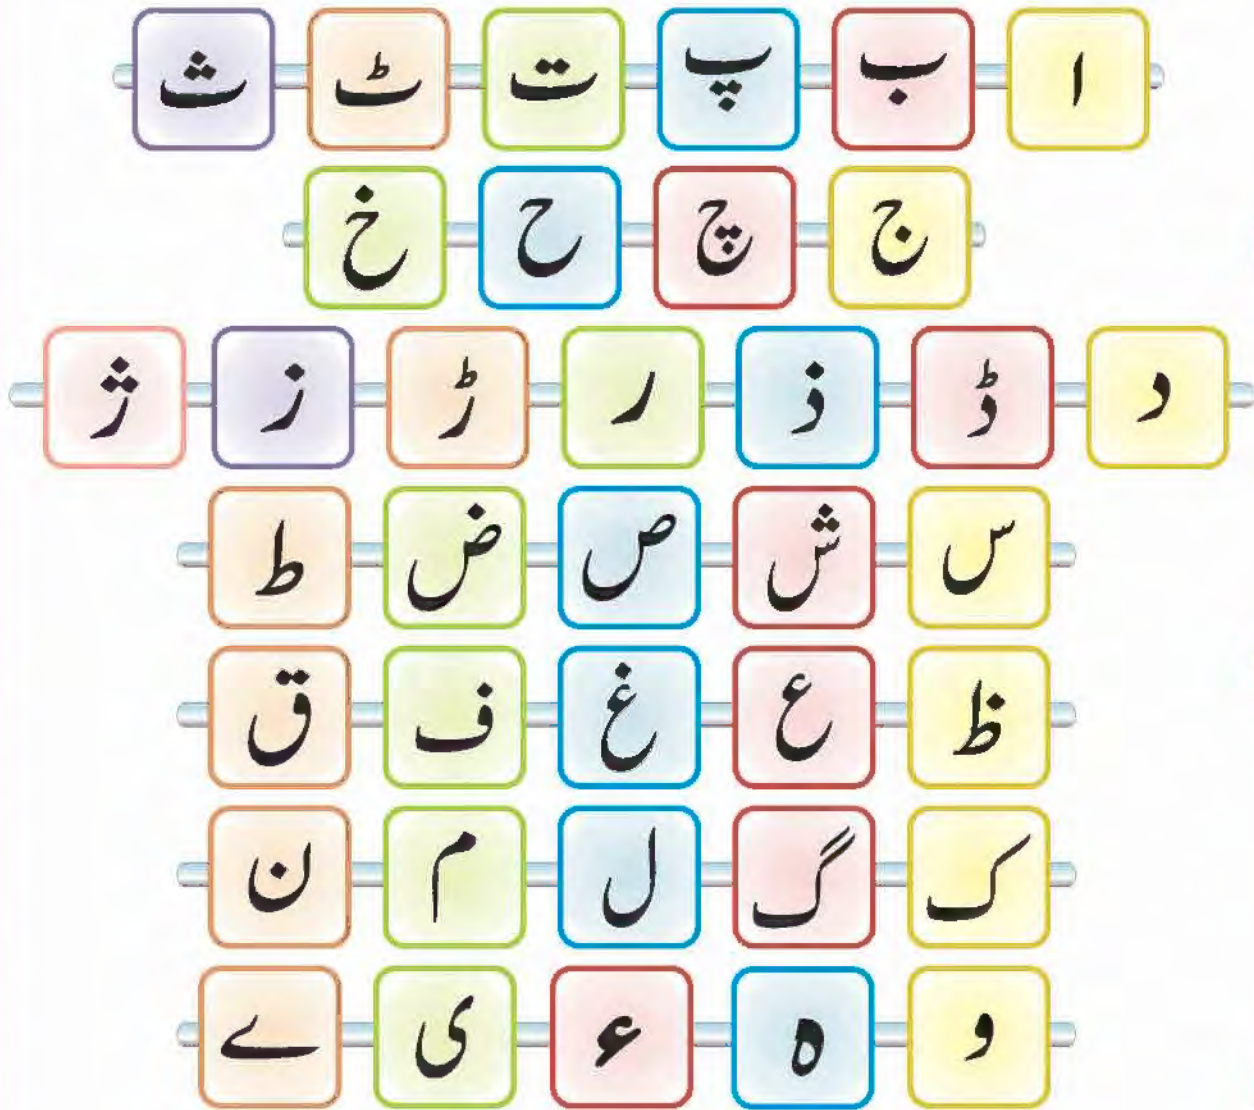 ا ب پ ت ٹ ث
ج چ ح خ
د ڈ ذ ر ڑ ز ژ
س ش ص ض ط
ظ ع غ ف ق
ک گ ل م ن
و ہ ء ی ے